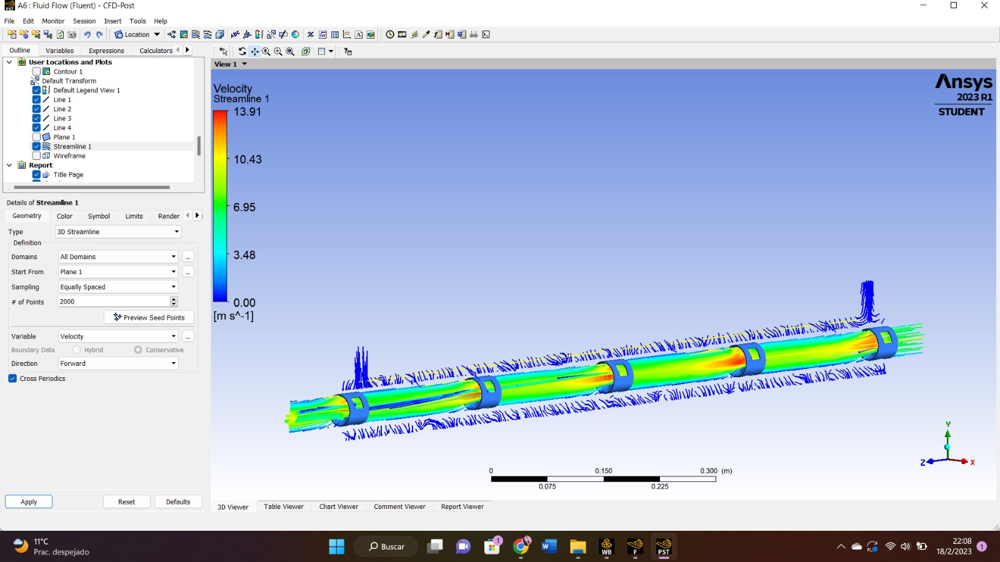 A6 : Fluid Flow (Fluent) - CFD-Post
File Edit Monitor Session Insert Tools Help
Location
Outline Variables Expressions Calculators
User Locations and Plots
Contour 1
Default Transform
Default Legend View 1
Line 1
Line 2
Line 3
Line 4
Plane 1
Streamline 1
Wireframe
Report
Title Page
Details of Streamline 1
Geometry Color Symbol Limits Render
Type 3D Streamline
Definition
Domains All Domains ...
Start From Plane 1 ...
Sampling Equally Spaced
# of Points 2000
Preview Seed Points
Variable Velocity ...
Boundary Data Hybrid Conservative
Direction Forward
Cross Periodics
Apply Reset Defaults
View 1
Velocity
Streamline 1
13.91
10.43
6.95
3.48
0.00
[m s^-1]
Ansys
2023 R1
STUDENT
Y
Z X
0 0.150 0.300 (m)
0.075 0.225
3D Viewer Table Viewer Chart Viewer Comment Viewer Report Viewer
11°C
Prac. despejado
Buscar
1
W
WB
F
PST
22:08
18/2/2023
1